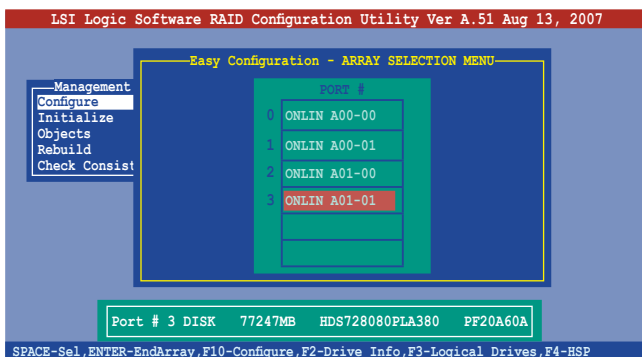 LSI Logic Software RAID Configuration Utility Ver A.51 Aug 13, 2007
Easy Configuration - ARRAY SELECTION MENU
Management
PORT #
Configure
0 ONLIN A00-00
Initialize
Objects
1 ONLIN A00-01
Rebuild
Check Consist
2 ONLIN A01-00
3 ONLIN A01-01
Port # 3 DISK 77247MB HDS728080PLA380 PF20A60A
SPACE-Sel,ENTER-EndArray,F10-Configure,F2-Drive Info,F3-Logical Drives,F4-HSP